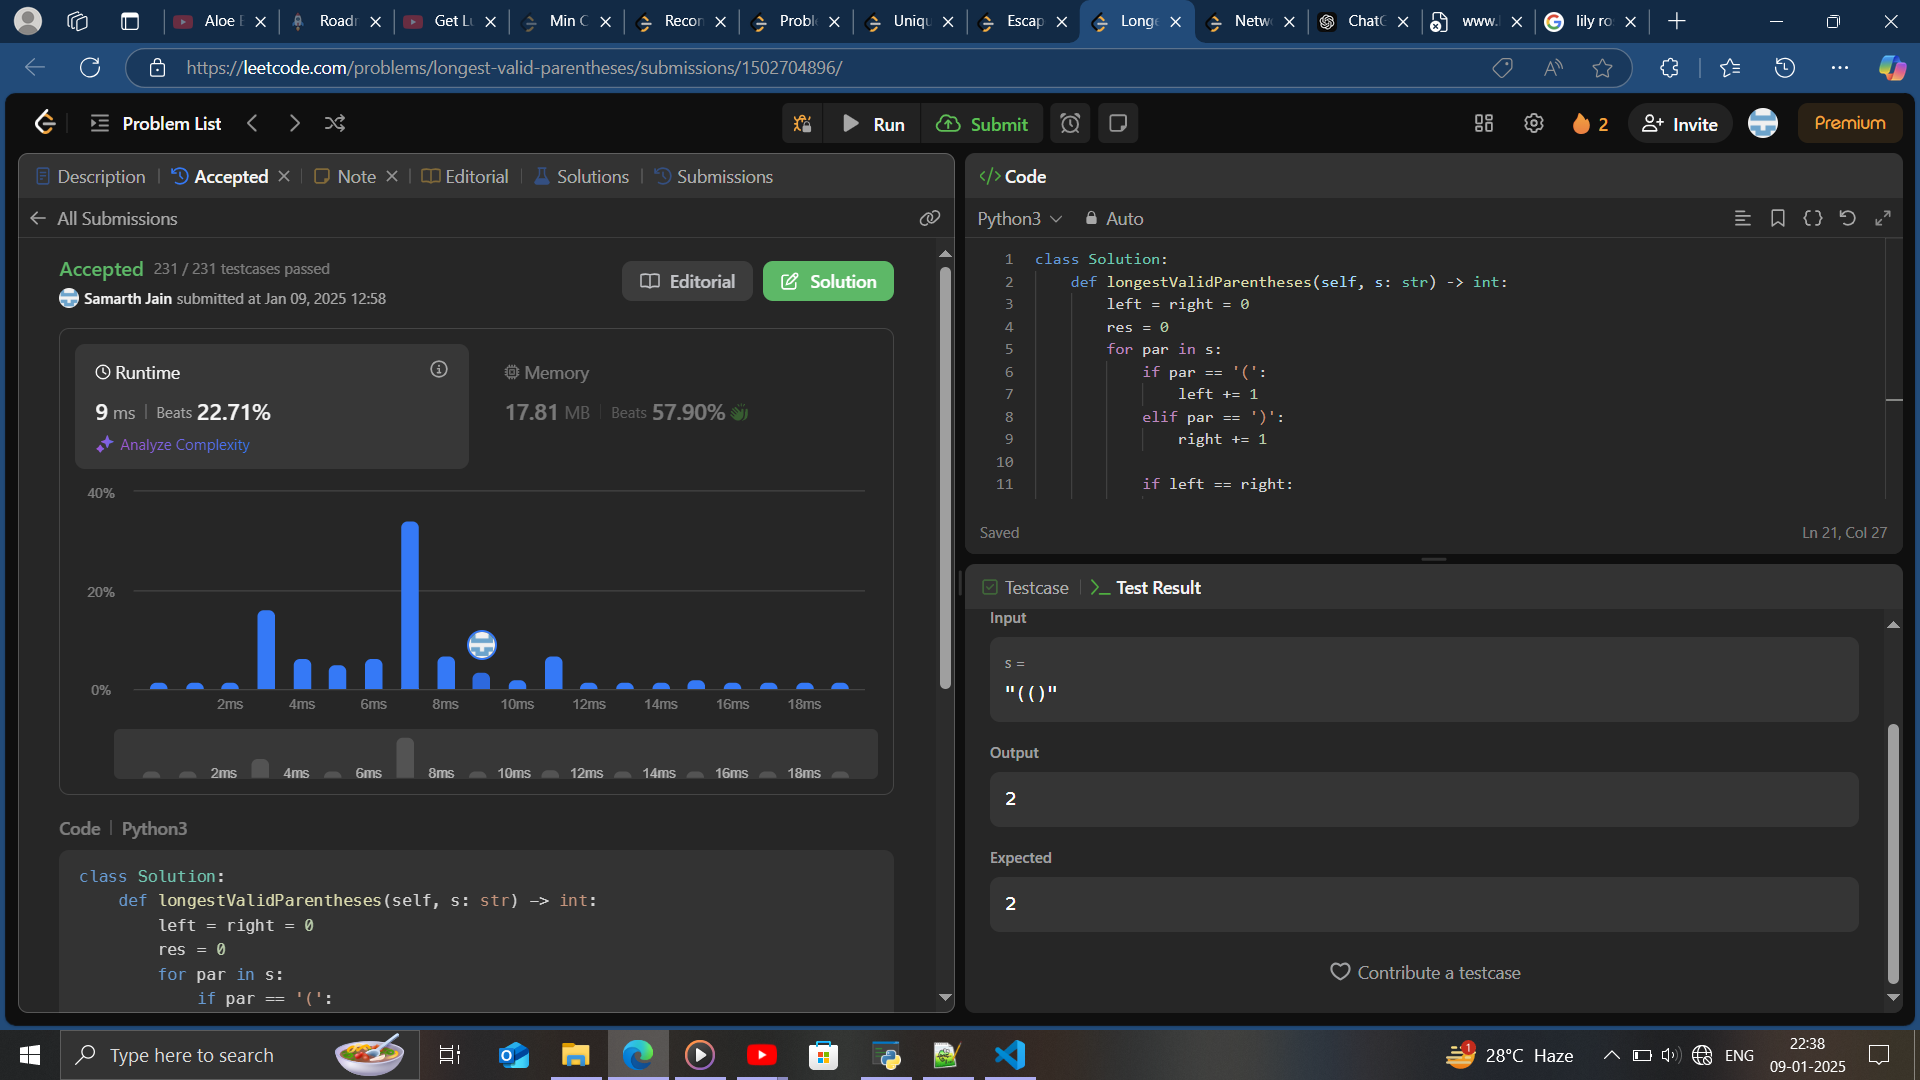 Aloe
Roadr
Get Lu
Min C
Recon
Proble
Uniqu
Escap
Longe
Netw
ChatG
www.
lily ro
https://leetcode.com/problems/longest-valid-parentheses/submissions/1502704896/
Problem List
Run
Submit
2
Invite
Premium
Description
Accepted
Note
Editorial
Solutions
Submissions
All Submissions
Accepted 231 / 231 testcases passed
Samarth Jain submitted at Jan 09, 2025 12:58
Editorial
Solution
Runtime
9 ms | Beats 22.71%
Analyze Complexity
Memory
17.81 MB | Beats 57.90%
40%
20%
0%
2ms 4ms 6ms 8ms 10ms 12ms 14ms 16ms 18ms
2ms 4ms 6ms 8ms 10ms 12ms 14ms 16ms 18ms
Code | Python3
class Solution:
def longestValidParentheses(self, s: str) -> int:
left = right = 0
res = 0
for par in s:
if par == '(':
</> Code
Python3
Auto
1 class Solution:
2 def longestValidParentheses(self, s: str) -> int:
3 left = right = 0
4 res = 0
5 for par in s:
6 if par == '(':
7 left += 1
8 elif par == ')':
9 right += 1
10
11 if left == right:
Saved
Ln 21, Col 27
Testcase
Test Result
Input
s =
"(()"
Output
2
Expected
2
Contribute a testcase
Type here to search
1
28°C Haze
ENG
22:38
09-01-2025